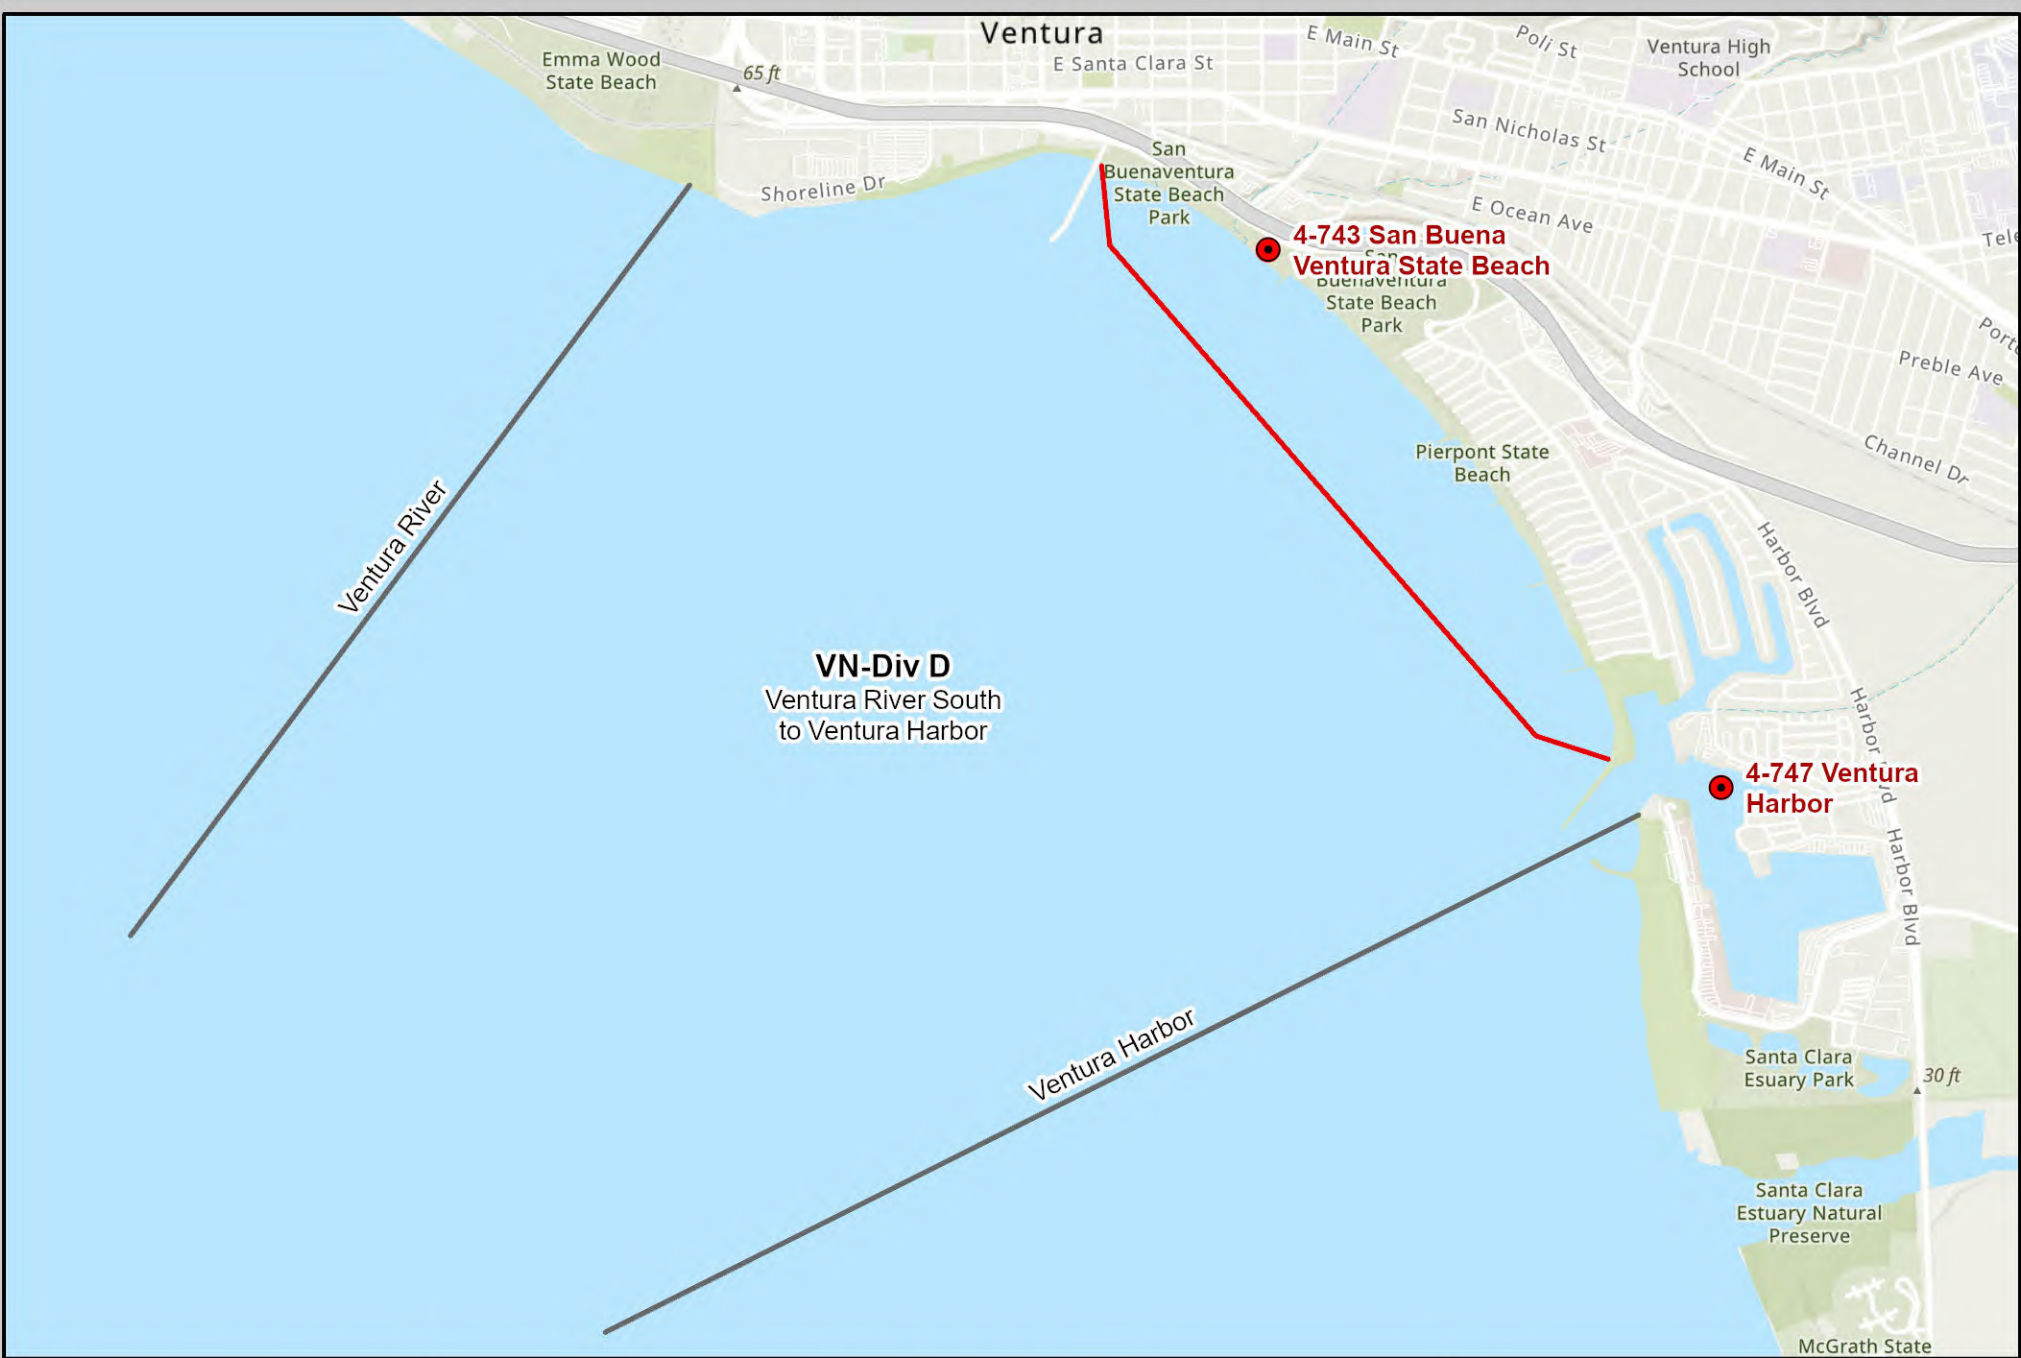 Ventura
E Main St
Poli St
Ventura High
School
Emma Wood
State Beach
65 ft
E Santa Clara St
San Nicholas St
E Main St
San
Buenaventura
State Beach
Park
Shoreline Dr
E Ocean Ave
Tele
4-743 San Buena
Ventura State Beach
San
Buenaventura
State Beach
Park
Porte
Preble Ave
Pierpont State
Beach
Channel Dr
Ventura River
Harbor Blvd
VN-Div D
Ventura River South
to Ventura Harbor
Harbor Blvd
4-747 Ventura
Harbor
Harbor Blvd
Ventura Harbor
Santa Clara
Esuary Park
30 ft
Santa Clara
Estuary Natural
Preserve
McGrath State